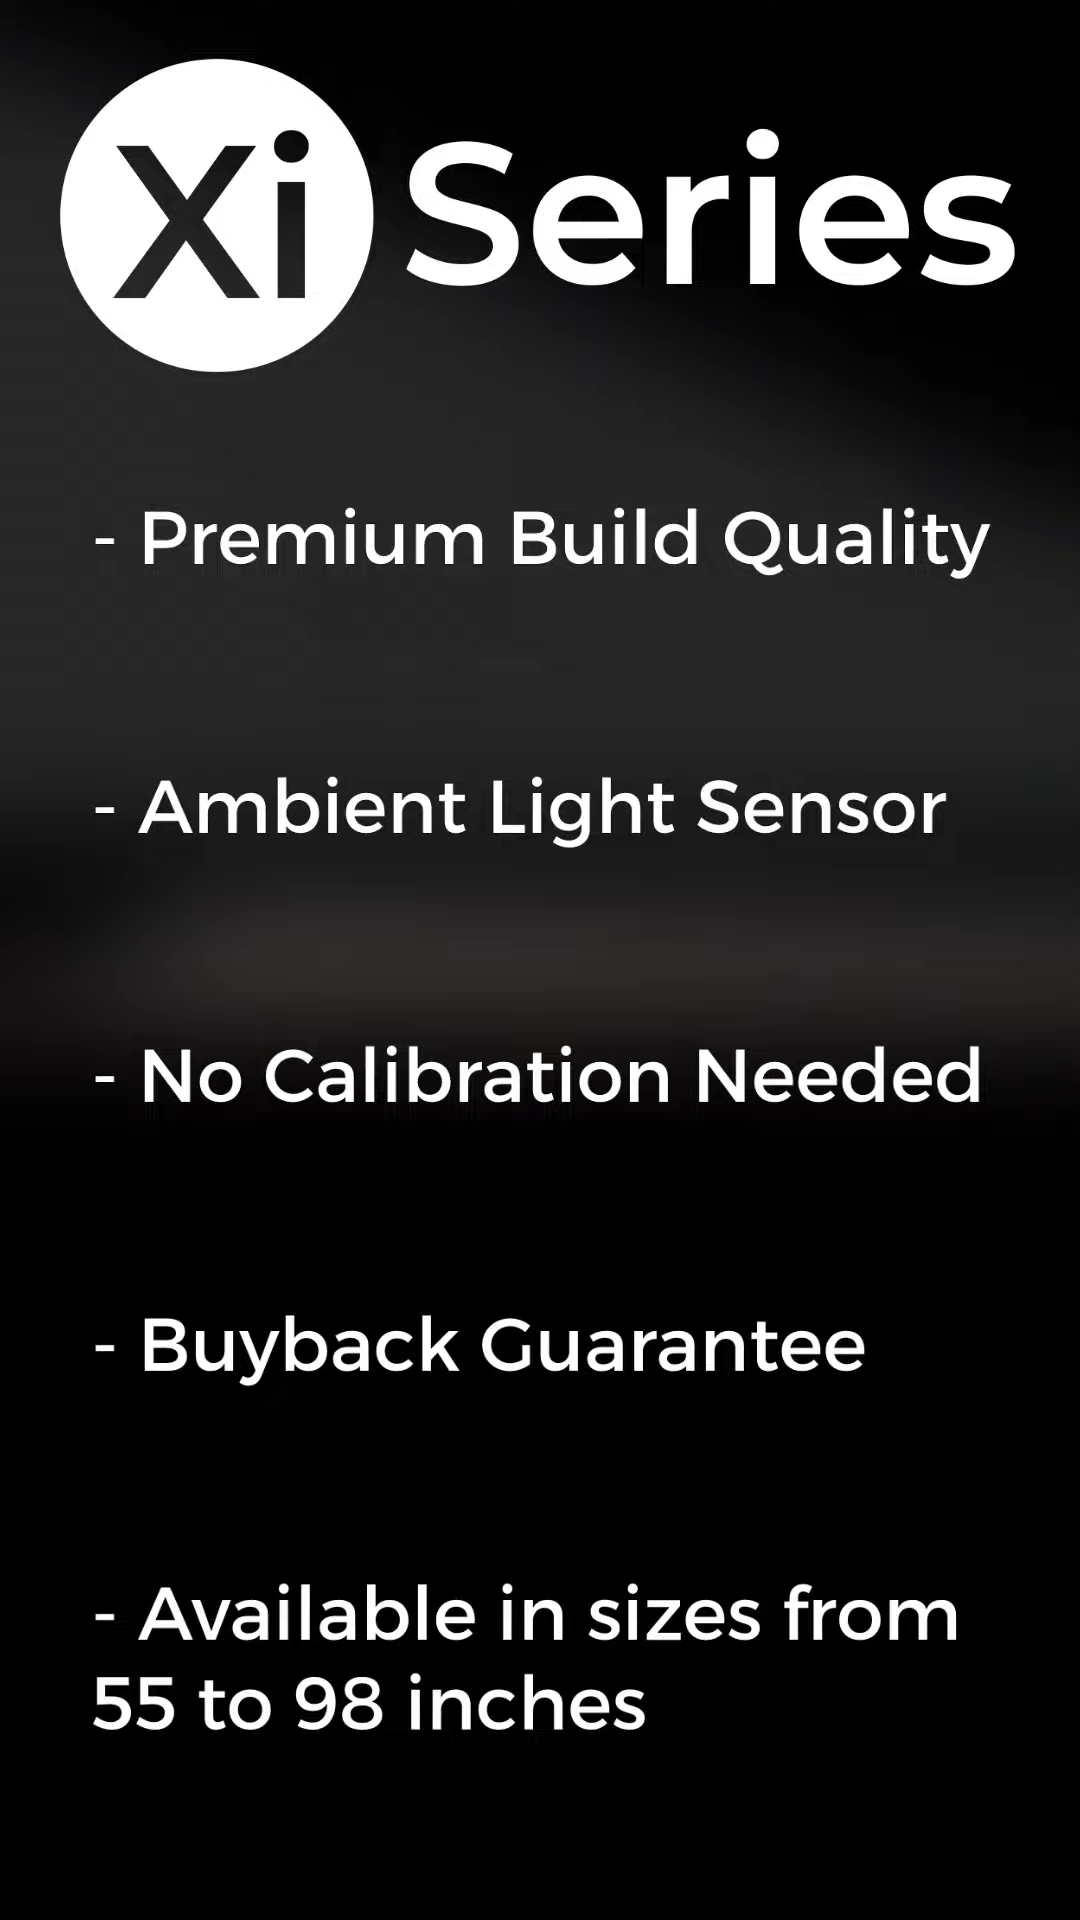 Xi Series
- Premium Build Quality
- Ambient Light Sensor
- No Calibration Needed
- Buyback Guarantee
- Available in sizes from
55 to 98 inches